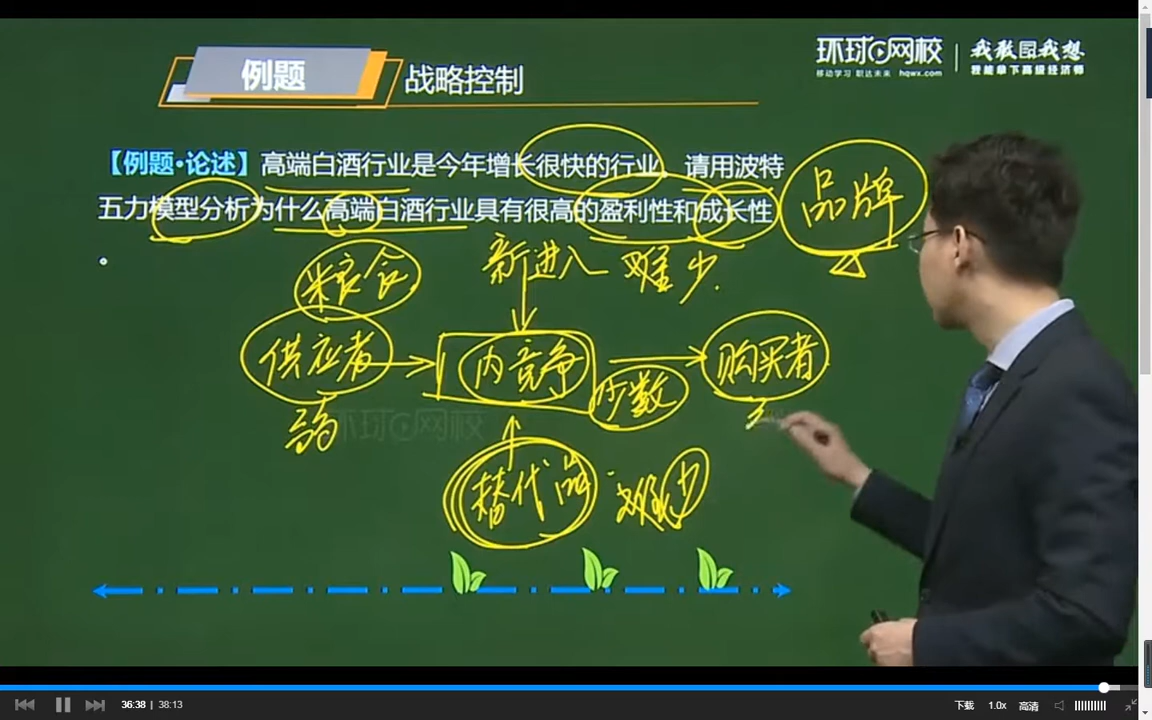 环球网校 我敢因我想
移动学习 职达未来 hqwx.com 我能拿下高级经济师
例题 战略控制
【例题·论述】高端白酒行业是今年增长很快的行业，请用波特
五力模型分析为什么高端白酒行业具有很高的盈利性和成长性
品牌
粮食 新进入 难 少
供应者 内竞争 购买者
少数
弱 环球网校
替代品 难 少
36:38 | 38:13 下载 1.0x 高清